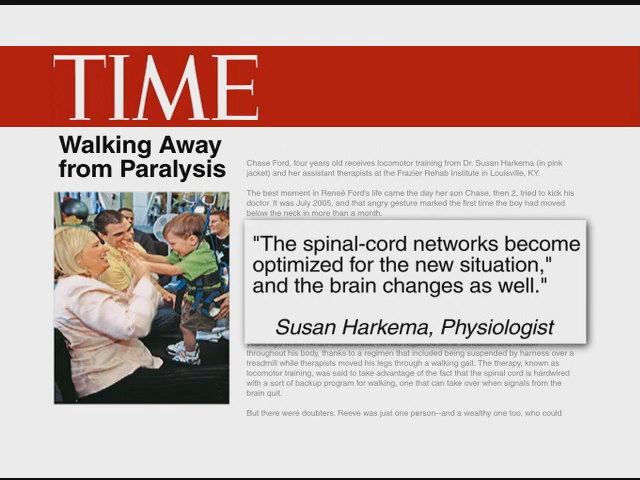 TIME
Walking Away
from Paralysis
Chase Ford, four years old receives locomotor training from Dr. Susan Harkema (in pink
jacket) and her assistant therapists at the Frazier Rehab Institute in Louisville, KY.
The best moment in Reneé Ford's life came the day her son Chase, then 2, tried to kick his
doctor. It was July 2005, and that angry gesture marked the first time the boy had moved
below the neck in more than a month.
"The spinal-cord networks become
optimized for the new situation,"
and the brain changes as well."
Susan Harkema, Physiologist
throughout his body, thanks to a regimen that included being suspended by harness over a
treadmill while therapists moved his legs through a walking gait. The therapy, known as
locomotor training, was said to take advantage of the fact that the spinal cord is hardwired
with a sort of backup program for walking, one that can take over when signals from the
brain quit.
But there were doubters. Reeve was just one person--and a wealthy one too, who could